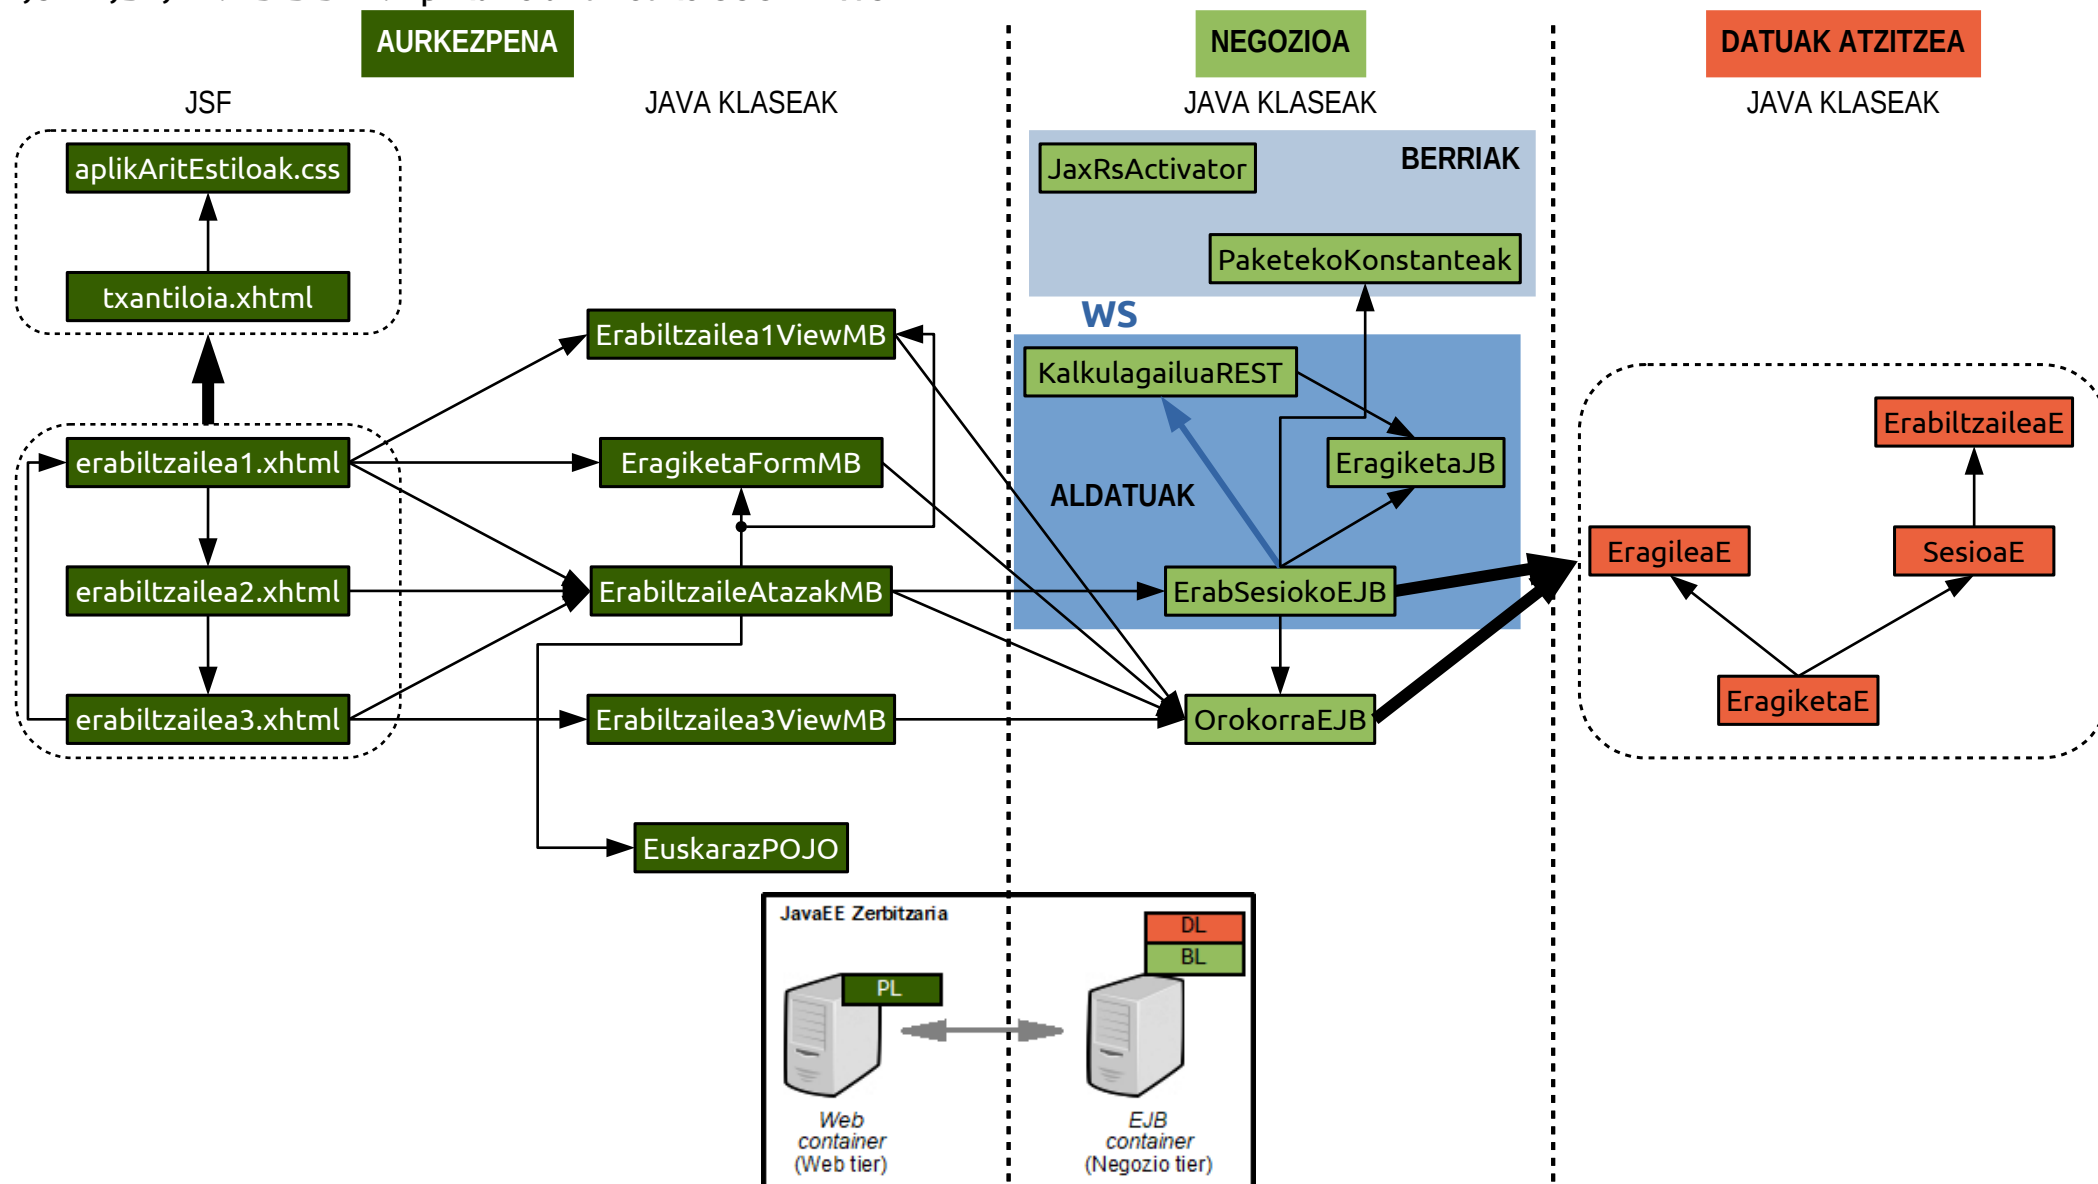 AURKEZPENA
NEGOZIOA
DATUAK ATZITZEA
JSF
JAVA KLASEAK
JAVA KLASEAK
JAVA KLASEAK
aplikAritEstiloak.css
txantiloia.xhtml
erabiltzailea1.xhtml
erabiltzailea2.xhtml
erabiltzailea3.xhtml
Erabiltzailea1ViewMB
EragiketaFormMB
ErabiltzaileAtazakMB
Erabiltzailea3ViewMB
EuskarazPOJO
JaxRsActivator
BERRIAK
PaketekoKonstanteak
WS
KalkulagailuaREST
EragiketaJB
ALDATUAK
ErabSesiokoEJB
OrokorraEJB
ErabiltzaileaE
EragileaE
SesioaE
EragiketaE
JavaEE Zerbitzaria
DL
BL
PL
Web
container
(Web tier)
EJB
container
(Negozio tier)